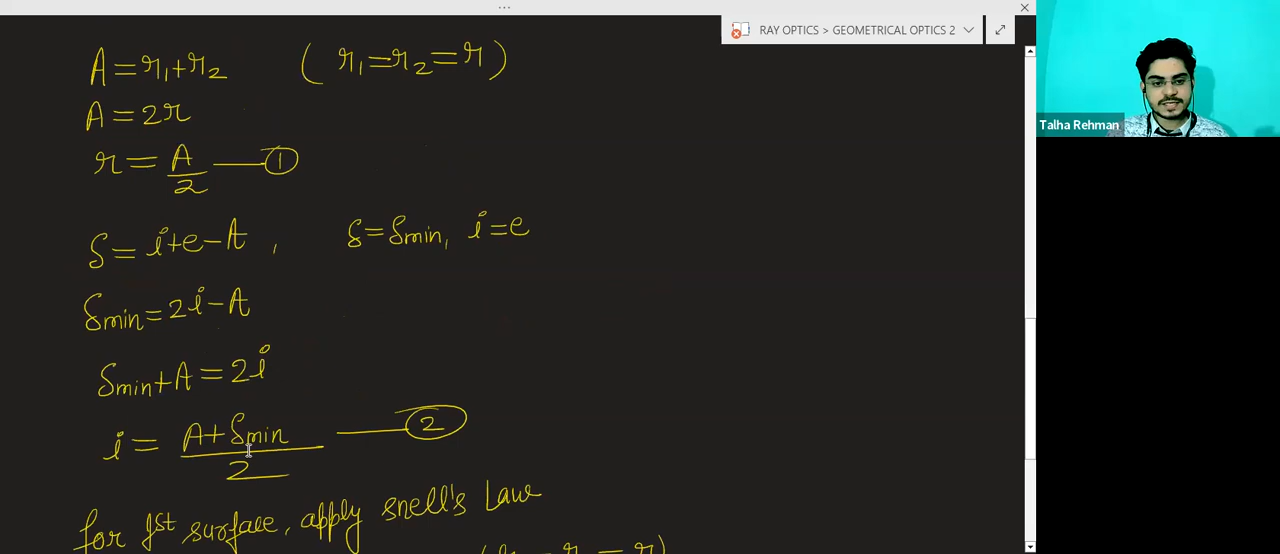 RAY OPTICS > GEOMETRICAL OPTICS 2
Talha Rehman
A = r₁ + r₂ ( r₁ = r₂ = r )
A = 2r
r = A/2 —— ①
δ = i + e − A , δ = δmin, i = e
δmin = 2i − A
δmin + A = 2i
i = (A + δmin)/2 —— ②
for 1st surface, apply snell's Law